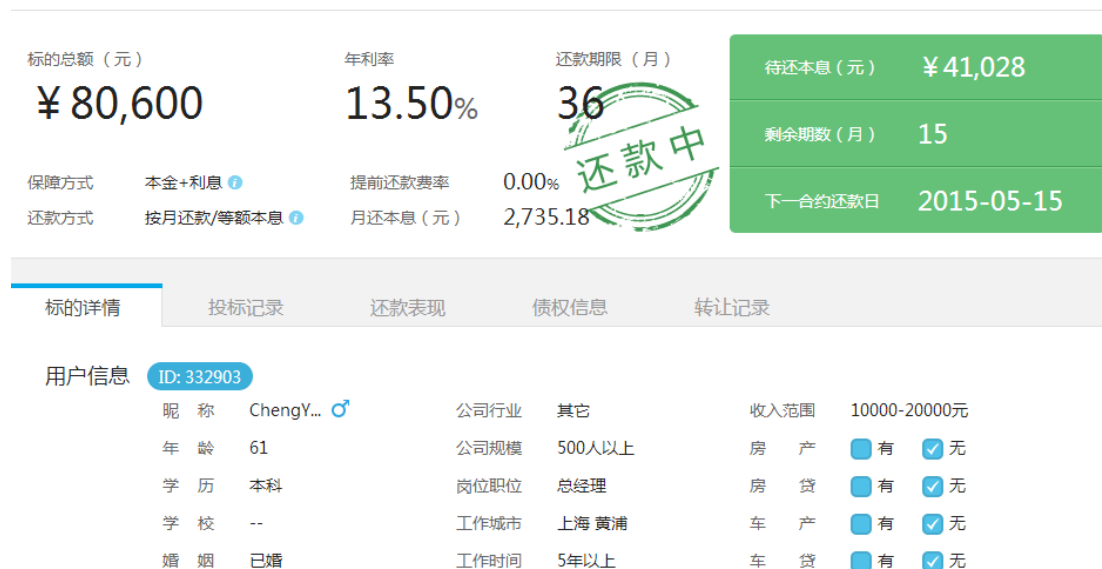 标的总额（元） 年利率 还款期限（月） 待还本息（元） ￥41,028
￥80,600 13.50% 36
还款中
剩余期数（月） 15
保障方式 本金+利息 提前还款费率 0.00%
还款方式 按月还款/等额本息 月还本息（元） 2,735.18 下一合约还款日 2015-05-15
标的详情 投标记录 还款表现 债权信息 转让记录
用户信息 ID: 332903
昵 称 ChengY... 公司行业 其它 收入范围 10000-20000元
年 龄 61 公司规模 500人以上 房 产 有 无
学 历 本科 岗位职位 总经理 房 贷 有 无
学 校 -- 工作城市 上海 黄浦 车 产 有 无
婚 姻 已婚 工作时间 5年以上 车 贷 有 无